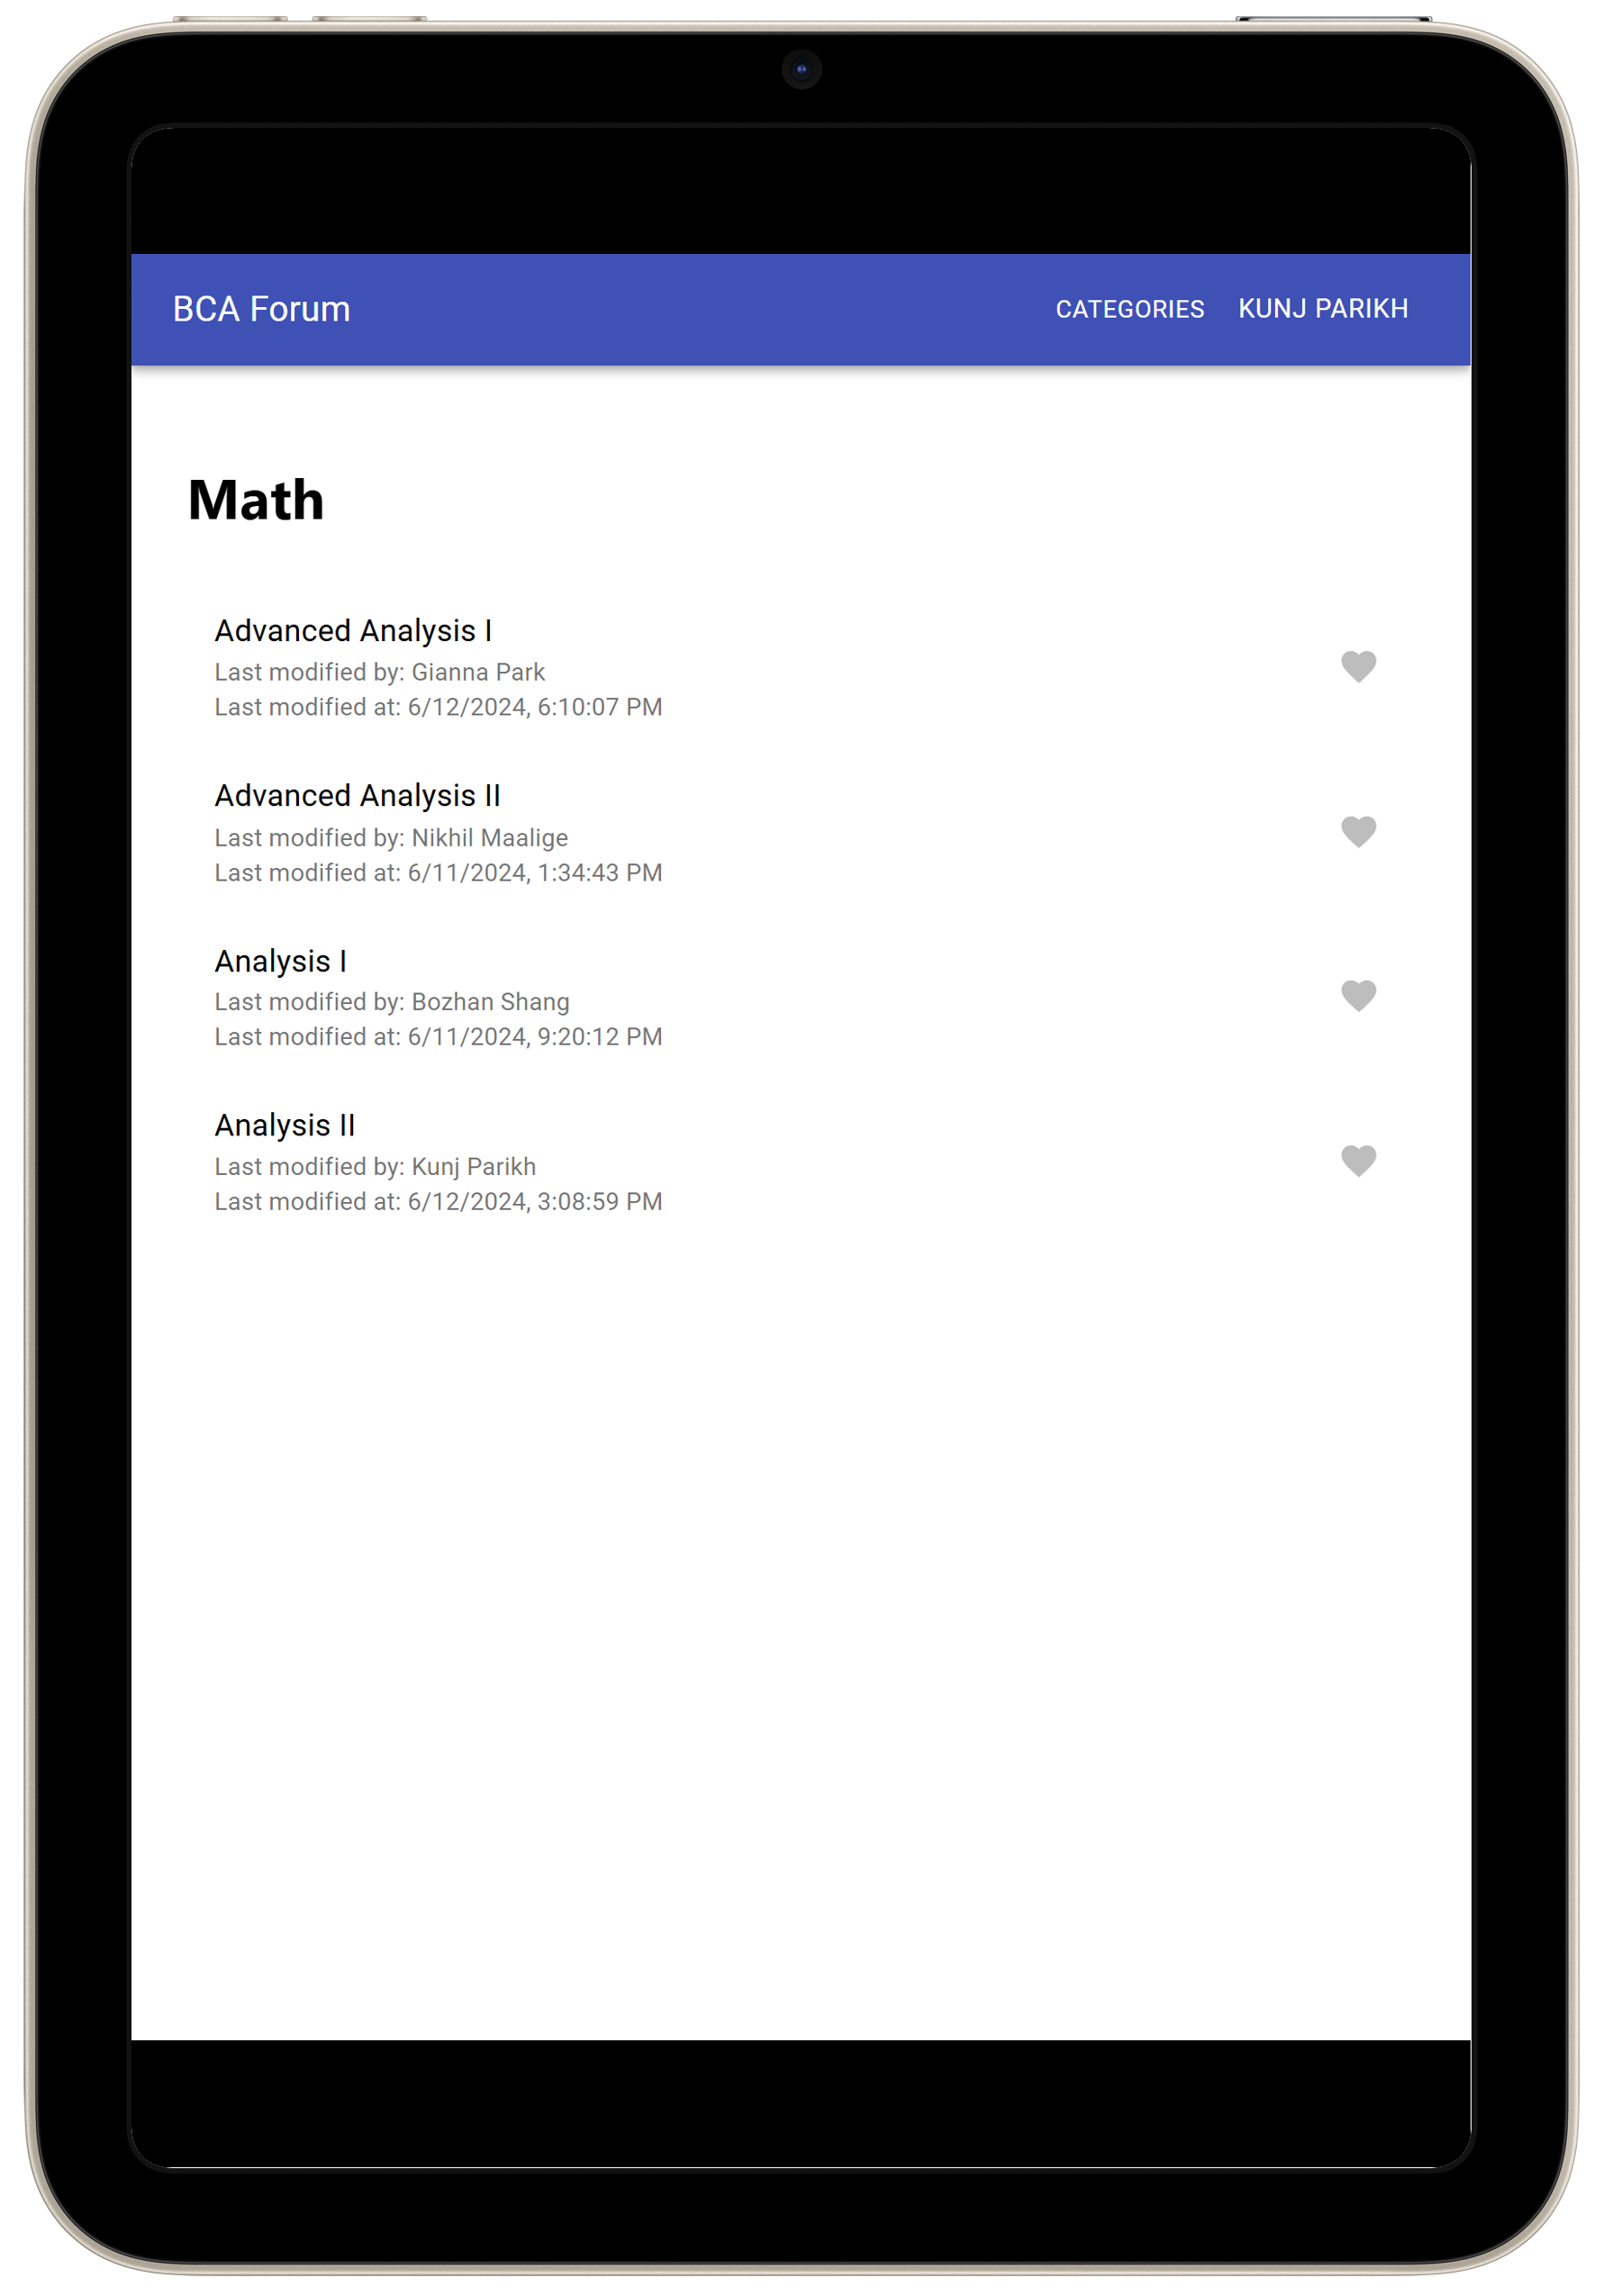 BCA Forum
CATEGORIES
KUNJ PARIKH
Math
Advanced Analysis I
Last modified by: Gianna Park
Last modified at: 6/12/2024, 6:10:07 PM
Advanced Analysis II
Last modified by: Nikhil Maalige
Last modified at: 6/11/2024, 1:34:43 PM
Analysis I
Last modified by: Bozhan Shang
Last modified at: 6/11/2024, 9:20:12 PM
Analysis II
Last modified by: Kunj Parikh
Last modified at: 6/12/2024, 3:08:59 PM